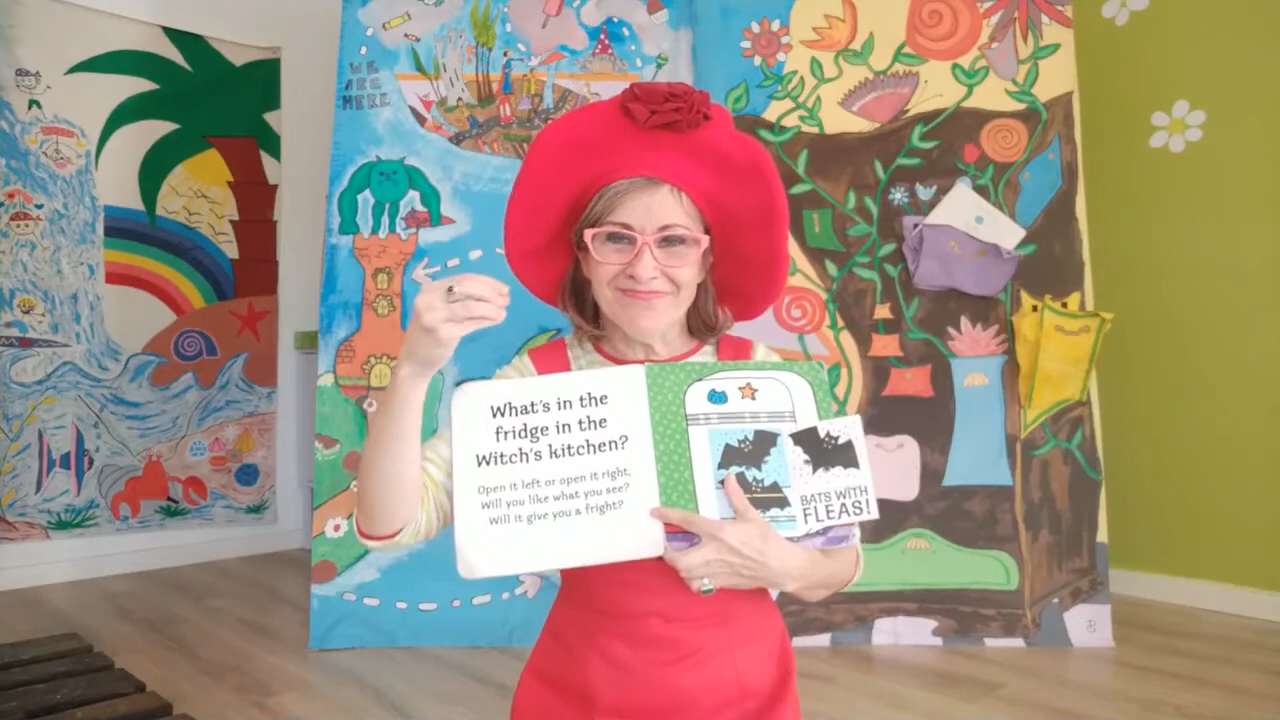 WE
ARE
HERE
What's in the
fridge in the
Witch's kitchen?
Open it left or open it right,
Will you like what you see?
Will it give you a fright?
BATS WITH
FLEAS!